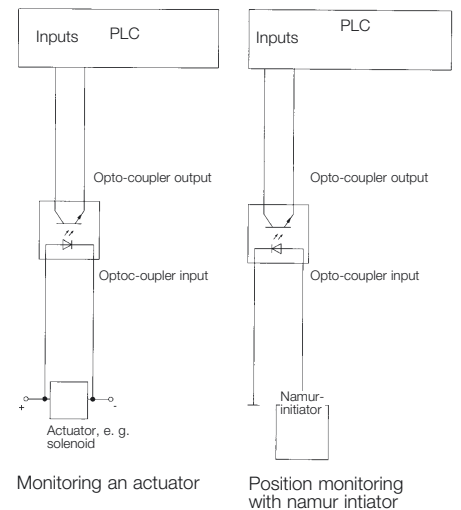 Inputs PLC
Opto-coupler output
Optoc-oupler input
+
-
Actuator, e. g.
solenoid
Monitoring an actuator
Inputs
PLC
Opto-coupler output
Opto-coupler input
Namur-
initiator
Position monitoring
with namur intiator